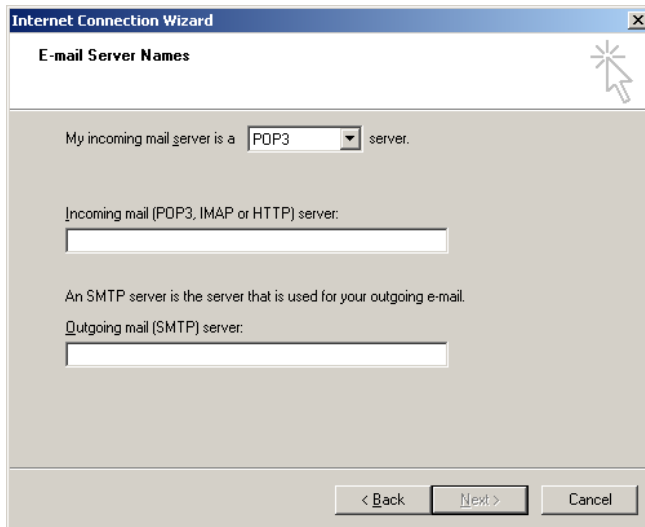 Internet Connection Wizard
E-mail Server Names
My incoming mail server is a POP3 server.
Incoming mail (POP3, IMAP or HTTP) server:
An SMTP server is the server that is used for your outgoing e-mail.
Outgoing mail (SMTP) server:
< Back Next > Cancel